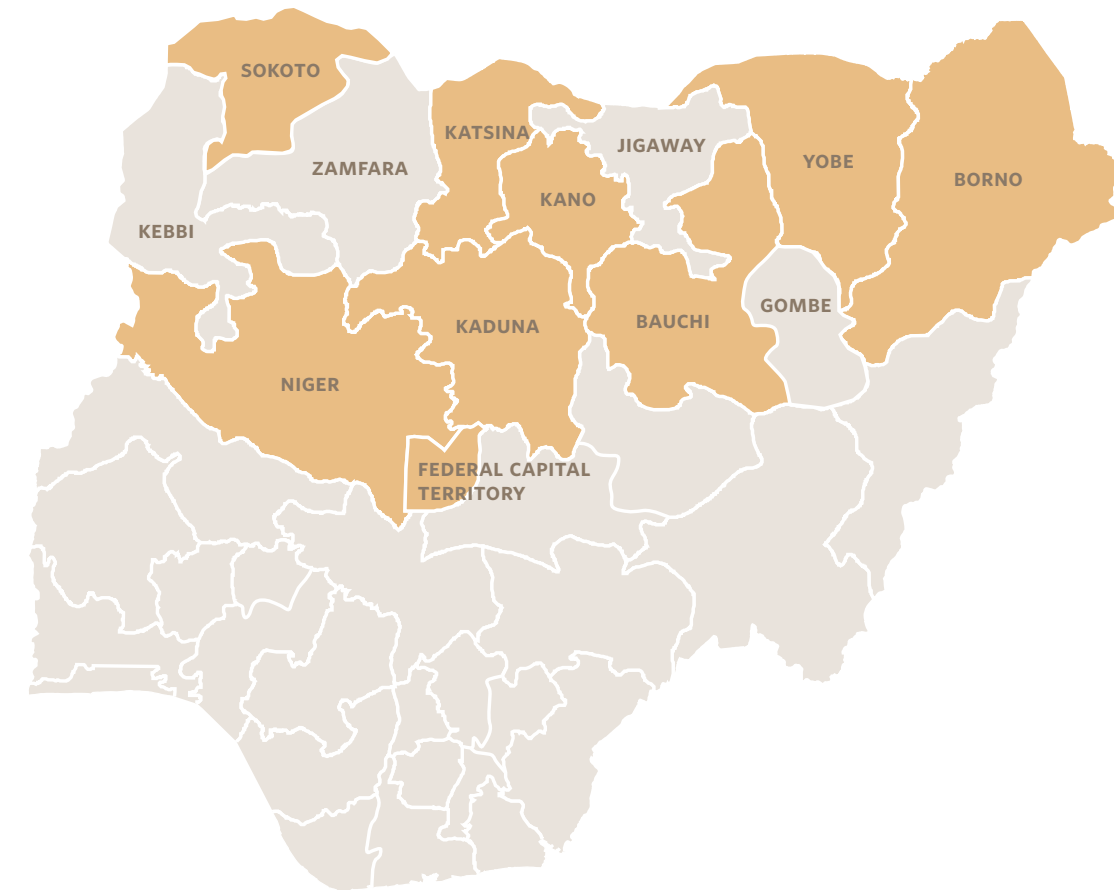 SOKOTO
KATSINA
JIGAWAY
ZAMFARA
YOBE
BORNO
KANO
KEBBI
GOMBE
BAUCHI
KADUNA
NIGER
FEDERAL CAPITAL
TERRITORY